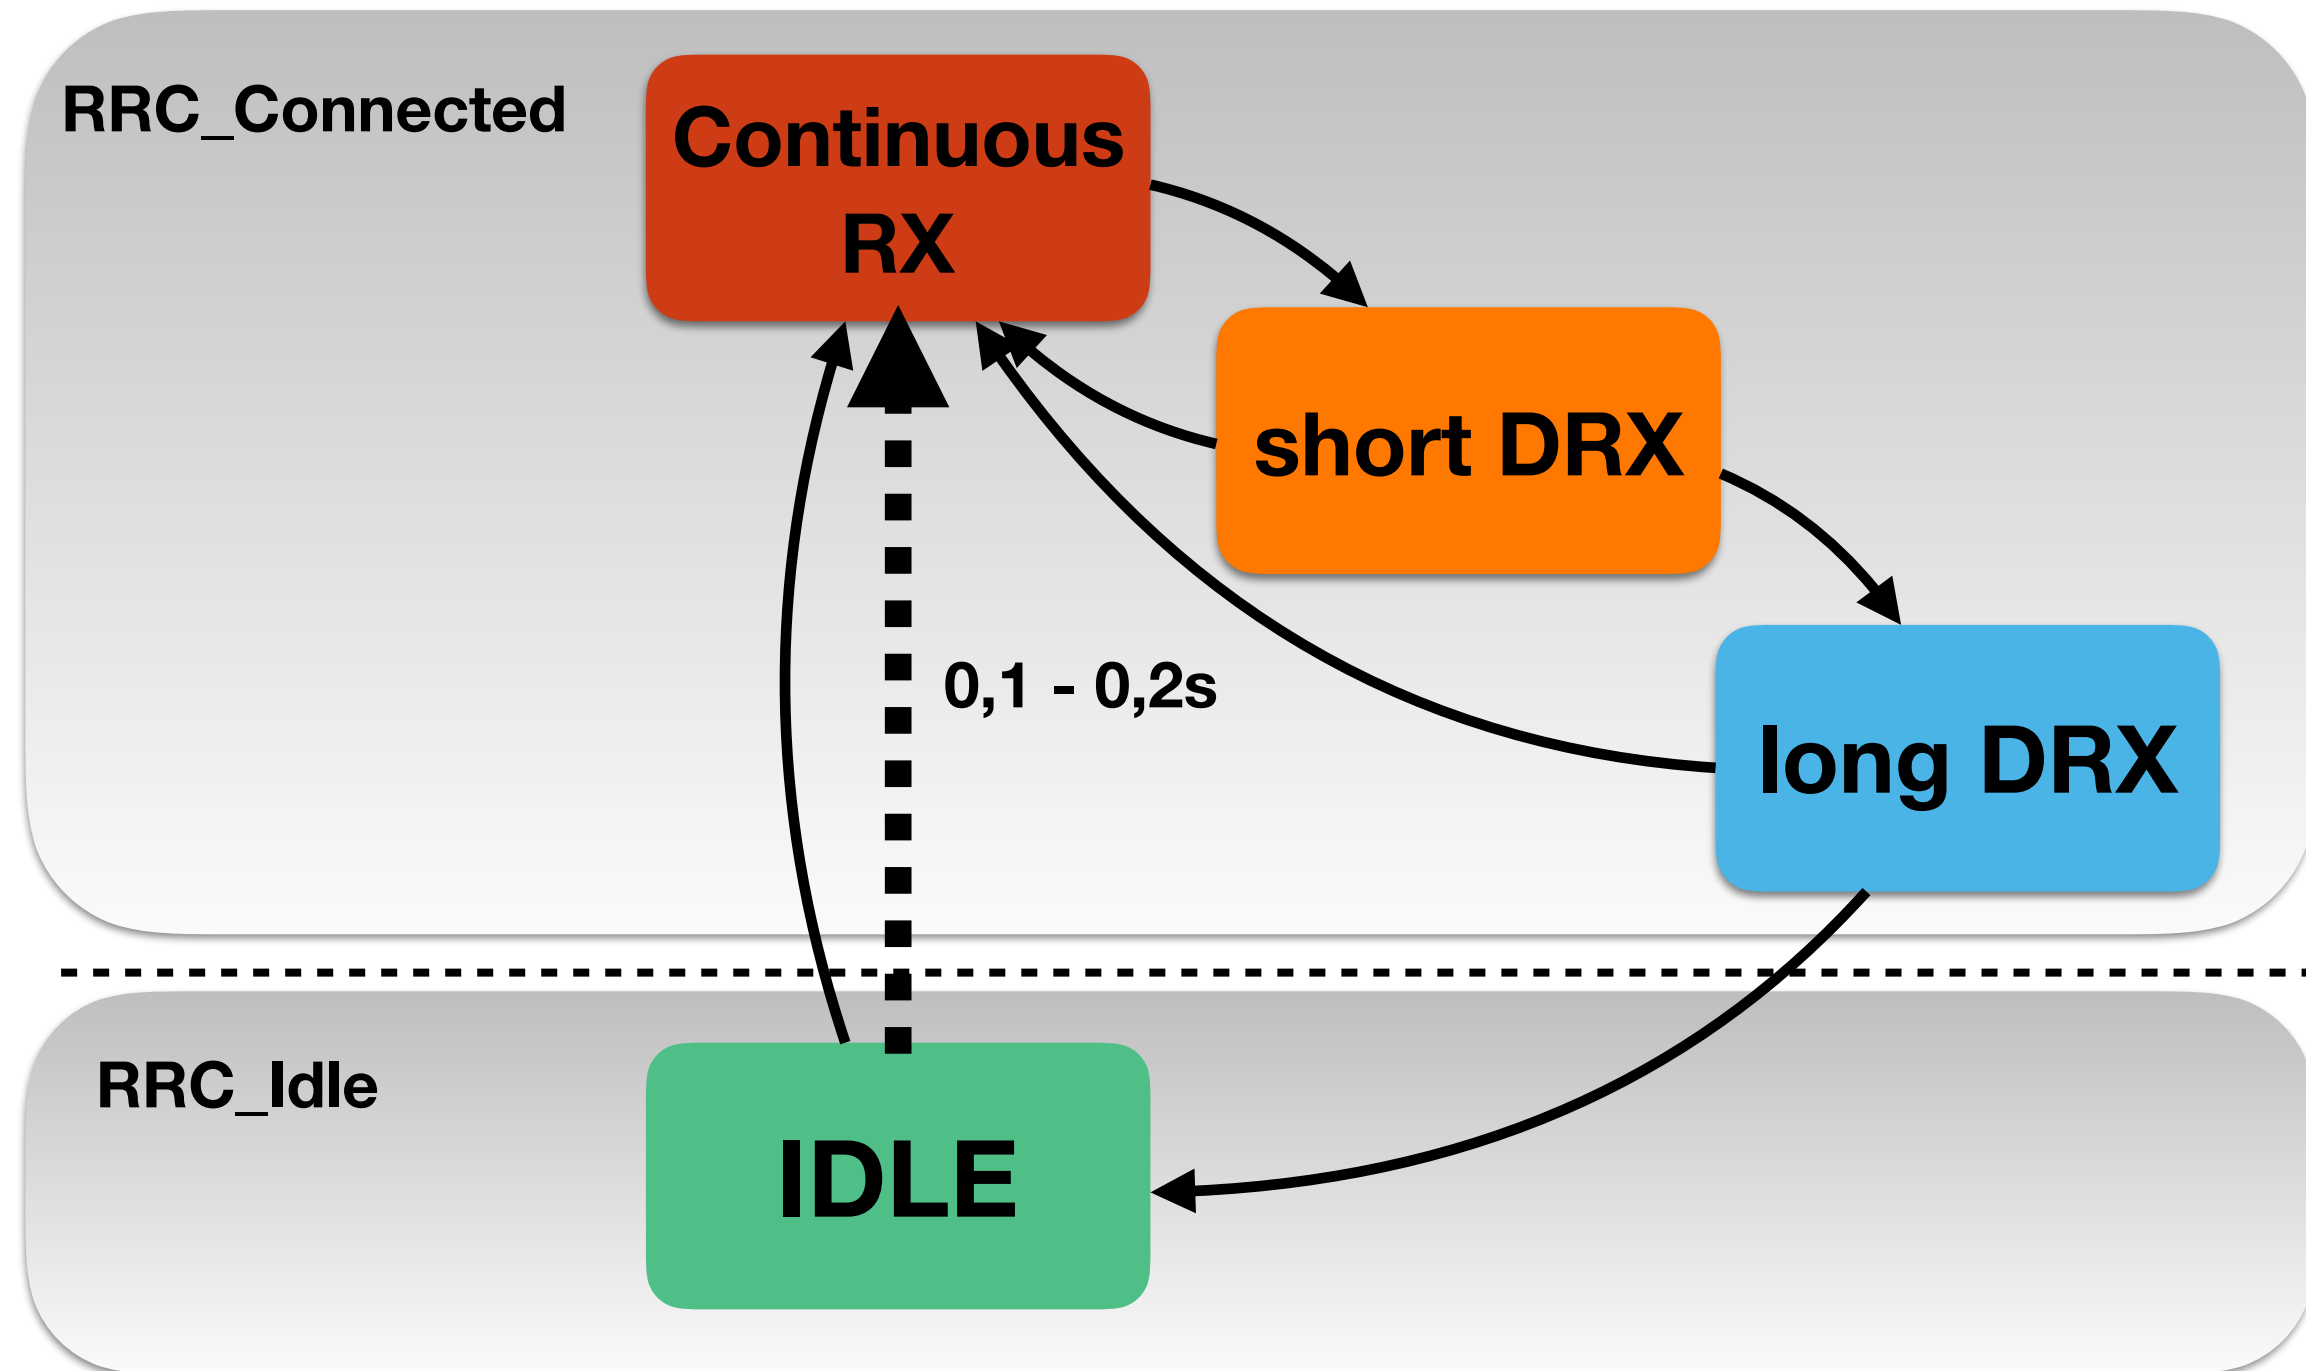 RRC_Connected
Continuous
RX
short DRX
0,1 - 0,2s
long DRX
RRC_Idle
IDLE